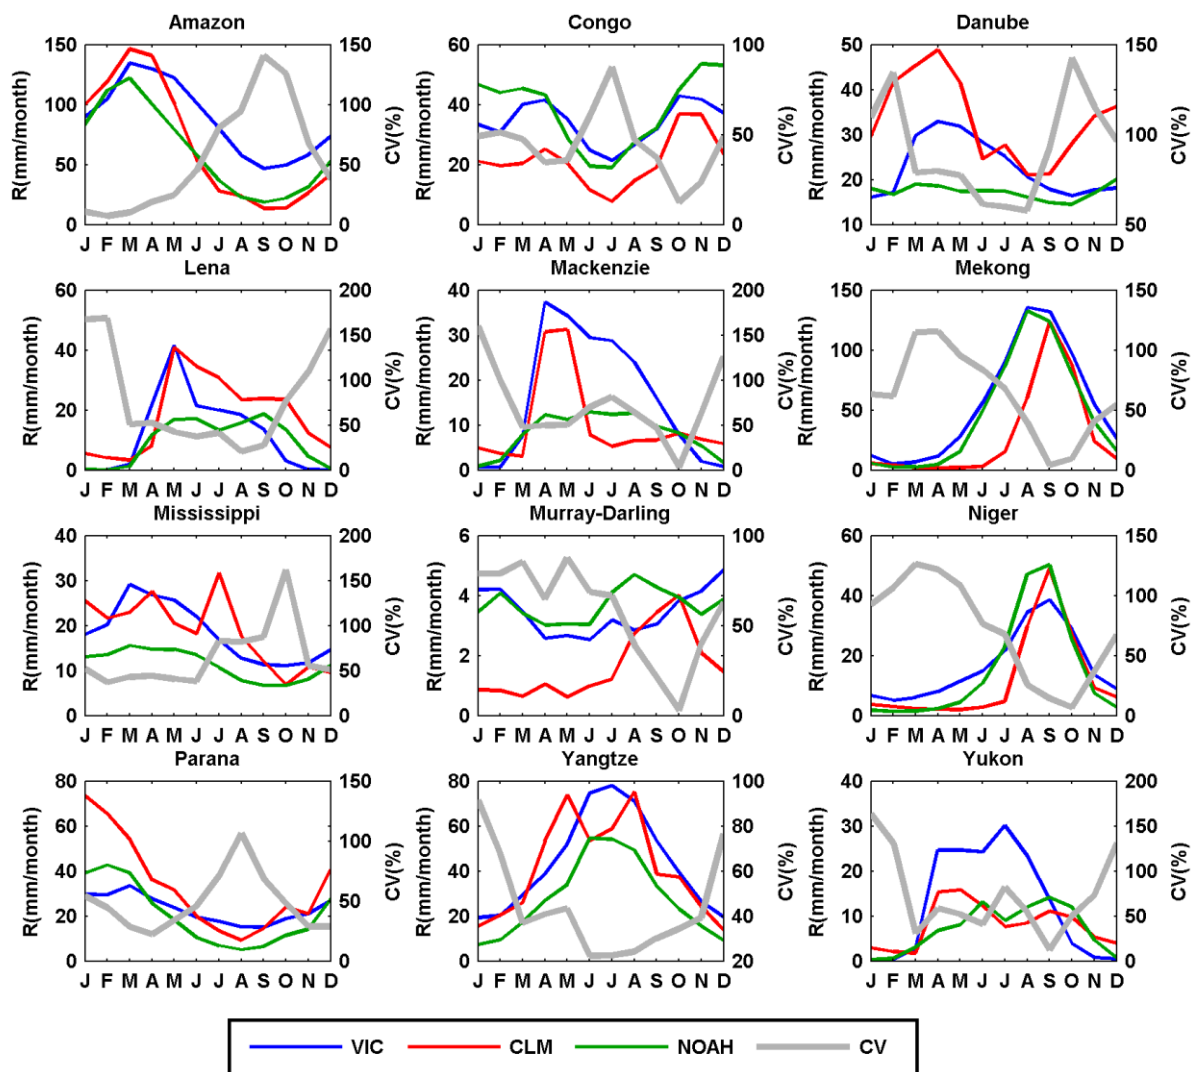 Amazon
R(mm/month)
150
100
50
0
150
100
50
0
CV(%)
J F M A M J J A S O N D
Congo
R(mm/month)
60
40
20
0
100
50
0
CV(%)
J F M A M J J A S O N D
Danube
R(mm/month)
50
40
30
20
10
150
100
50
CV(%)
J F M A M J J A S O N D
Lena
R(mm/month)
60
40
20
0
200
150
100
50
0
CV(%)
J F M A M J J A S O N D
Mackenzie
R(mm/month)
40
30
20
10
0
200
150
100
50
0
CV(%)
J F M A M J J A S O N D
Mekong
R(mm/month)
150
100
50
0
150
100
50
0
CV(%)
J F M A M J J A S O N D
Mississippi
R(mm/month)
40
30
20
10
0
200
150
100
50
0
CV(%)
J F M A M J J A S O N D
Murray-Darling
R(mm/month)
6
4
2
0
100
50
0
CV(%)
J F M A M J J A S O N D
Niger
R(mm/month)
60
40
20
0
150
100
50
0
CV(%)
J F M A M J J A S O N D
Parana
R(mm/month)
80
60
40
20
0
150
100
50
0
CV(%)
J F M A M J J A S O N D
Yangtze
R(mm/month)
80
60
40
20
0
100
80
60
40
20
CV(%)
J F M A M J J A S O N D
Yukon
R(mm/month)
40
30
20
10
0
200
150
100
50
0
CV(%)
J F M A M J J A S O N D
VIC CLM NOAH CV